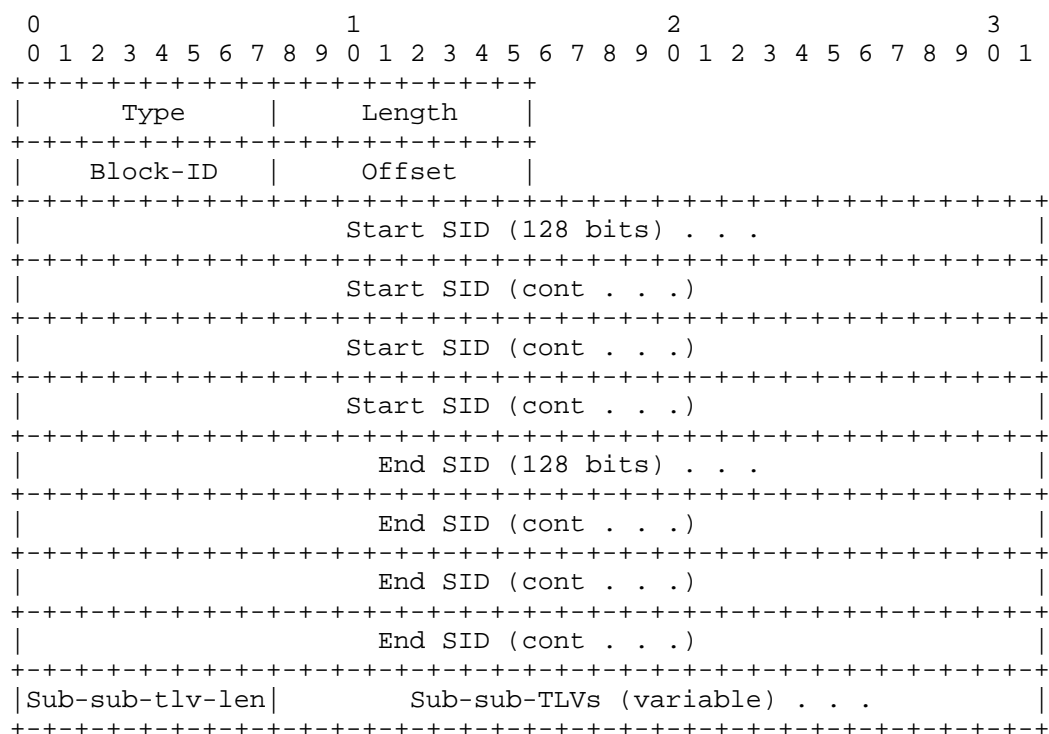 0                   1                   2                   3
 0 1 2 3 4 5 6 7 8 9 0 1 2 3 4 5 6 7 8 9 0 1 2 3 4 5 6 7 8 9 0 1
+-+-+-+-+-+-+-+-+-+-+-+-+-+-+-+-+
|      Type     |     Length    |
+-+-+-+-+-+-+-+-+-+-+-+-+-+-+-+-+
|    Block-ID   |     Offset    |
+-+-+-+-+-+-+-+-+-+-+-+-+-+-+-+-+-+-+-+-+-+-+-+-+-+-+-+-+-+-+-+-+
|                    Start SID (128 bits) . . .                 |
+-+-+-+-+-+-+-+-+-+-+-+-+-+-+-+-+-+-+-+-+-+-+-+-+-+-+-+-+-+-+-+-+
|                    Start SID (cont . . .)                     |
+-+-+-+-+-+-+-+-+-+-+-+-+-+-+-+-+-+-+-+-+-+-+-+-+-+-+-+-+-+-+-+-+
|                    Start SID (cont . . .)                     |
+-+-+-+-+-+-+-+-+-+-+-+-+-+-+-+-+-+-+-+-+-+-+-+-+-+-+-+-+-+-+-+-+
|                    Start SID (cont . . .)                     |
+-+-+-+-+-+-+-+-+-+-+-+-+-+-+-+-+-+-+-+-+-+-+-+-+-+-+-+-+-+-+-+-+
|                      End SID (128 bits) . . .                 |
+-+-+-+-+-+-+-+-+-+-+-+-+-+-+-+-+-+-+-+-+-+-+-+-+-+-+-+-+-+-+-+-+
|                      End SID (cont . . .)                     |
+-+-+-+-+-+-+-+-+-+-+-+-+-+-+-+-+-+-+-+-+-+-+-+-+-+-+-+-+-+-+-+-+
|                      End SID (cont . . .)                     |
+-+-+-+-+-+-+-+-+-+-+-+-+-+-+-+-+-+-+-+-+-+-+-+-+-+-+-+-+-+-+-+-+
|                      End SID (cont . . .)                     |
+-+-+-+-+-+-+-+-+-+-+-+-+-+-+-+-+-+-+-+-+-+-+-+-+-+-+-+-+-+-+-+-+
|Sub-sub-tlv-len|        Sub-sub-TLVs (variable) . . .          |
+-+-+-+-+-+-+-+-+-+-+-+-+-+-+-+-+-+-+-+-+-+-+-+-+-+-+-+-+-+-+-+-+